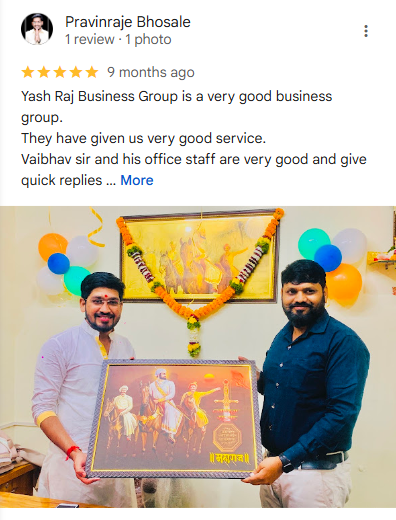 Pravinraje Bhosale
1 review · 1 photo
9 months ago
Yash Raj Business Group is a very good business
group.
They have given us very good service.
Vaibhav sir and his office staff are very good and give
quick replies ... More